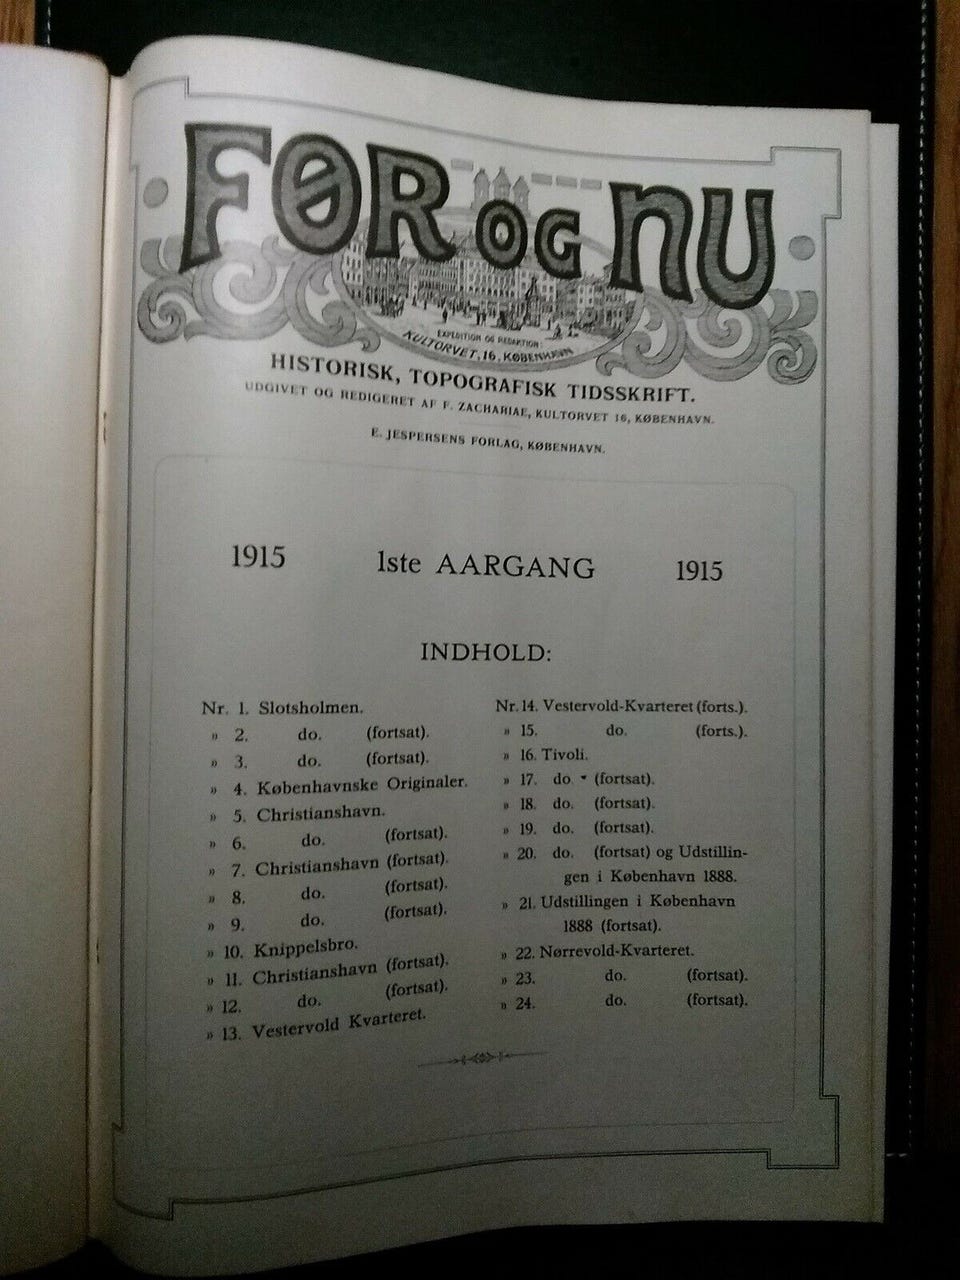 FØR OG NU
EXPEDITION OG REDAKTION:
KULTORVET, 16, KØBENHAVN
HISTORISK, TOPOGRAFISK TIDSSKRIFT.
UDGIVET OG REDIGERET AF F. ZACHARIAE, KULTORVET 16, KØBENHAVN.
E. JESPERSENS FORLAG, KØBENHAVN.
1915 1ste AARGANG 1915
INDHOLD:
Nr. 1. Slotsholmen.
» 2. do. (fortsat).
» 3. do. (fortsat).
» 4. Københavnske Originaler.
» 5. Christianshavn.
» 6. do. (fortsat).
» 7. Christianshavn (fortsat).
» 8. do. (fortsat).
» 9. do. (fortsat).
» 10. Knippelsbro.
» 11. Christianshavn (fortsat).
» 12. do. (fortsat).
» 13. Vestervold Kvarteret.
Nr. 14. Vestervold-Kvarteret (forts.).
» 15. do. (forts.).
» 16. Tivoli.
» 17. do. (fortsat).
» 18. do. (fortsat).
» 19. do. (fortsat).
» 20. do. (fortsat) og Udstillin-
gen i København 1888.
» 21. Udstillingen i København
1888 (fortsat).
» 22. Nørrevold-Kvarteret.
» 23. do. (fortsat).
» 24. do. (fortsat).